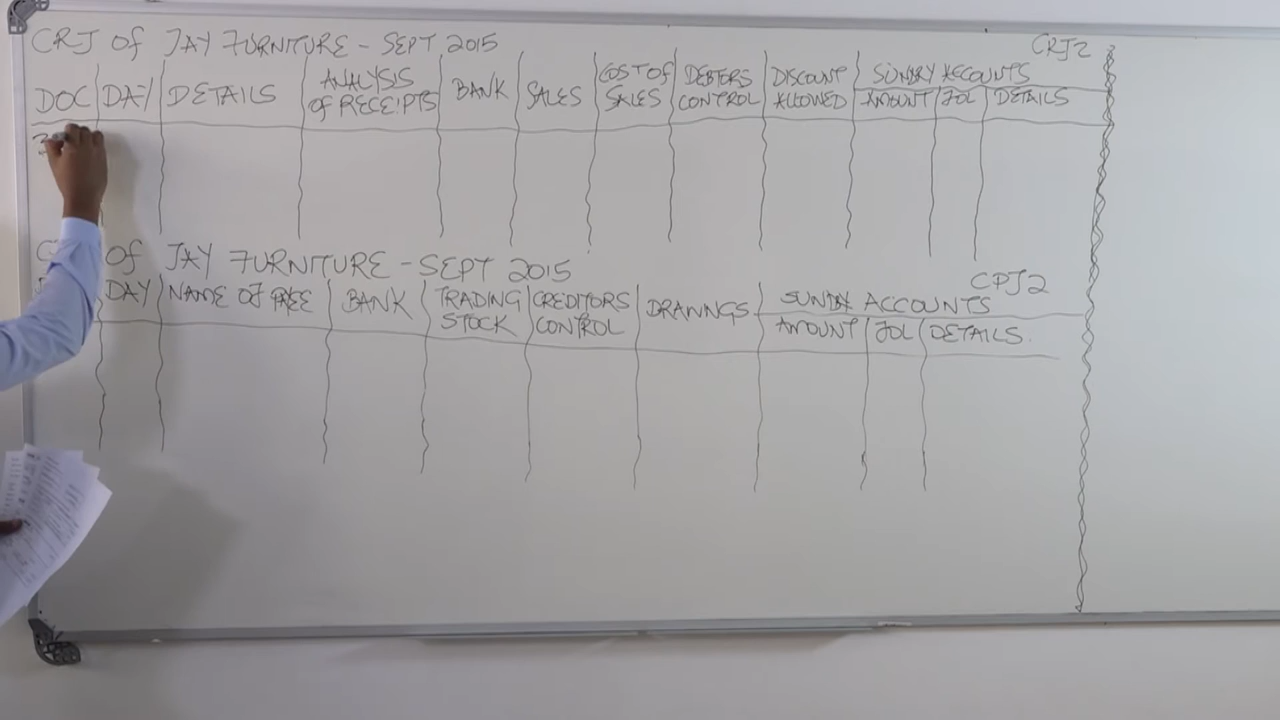 CRJ OF JAY FURNITURE - SEPT 2015 CRJ2
DOC DAY DETAILS ANALYSIS OF RECEIPTS BANK SALES COST OF SALES DEBTORS CONTROL DISCOUNT ALLOWED SUNDRY ACCOUNTS
AMOUNT FOL DETAILS
OF JAY FURNITURE - SEPT 2015 CPJ2
DAY NAME OF PAYEE BANK TRADING STOCK CREDITORS CONTROL DRAWINGS SUNDRY ACCOUNTS
AMOUNT FOL DETAILS.